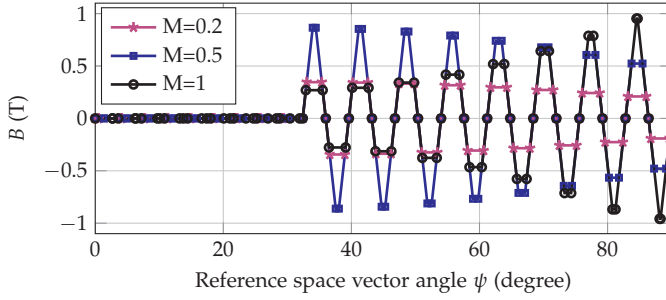 1
0.5
0
−0.5
−1
B (T)
M=0.2
M=0.5
M=1
0 20 40 60 80
Reference space vector angle ψ (degree)